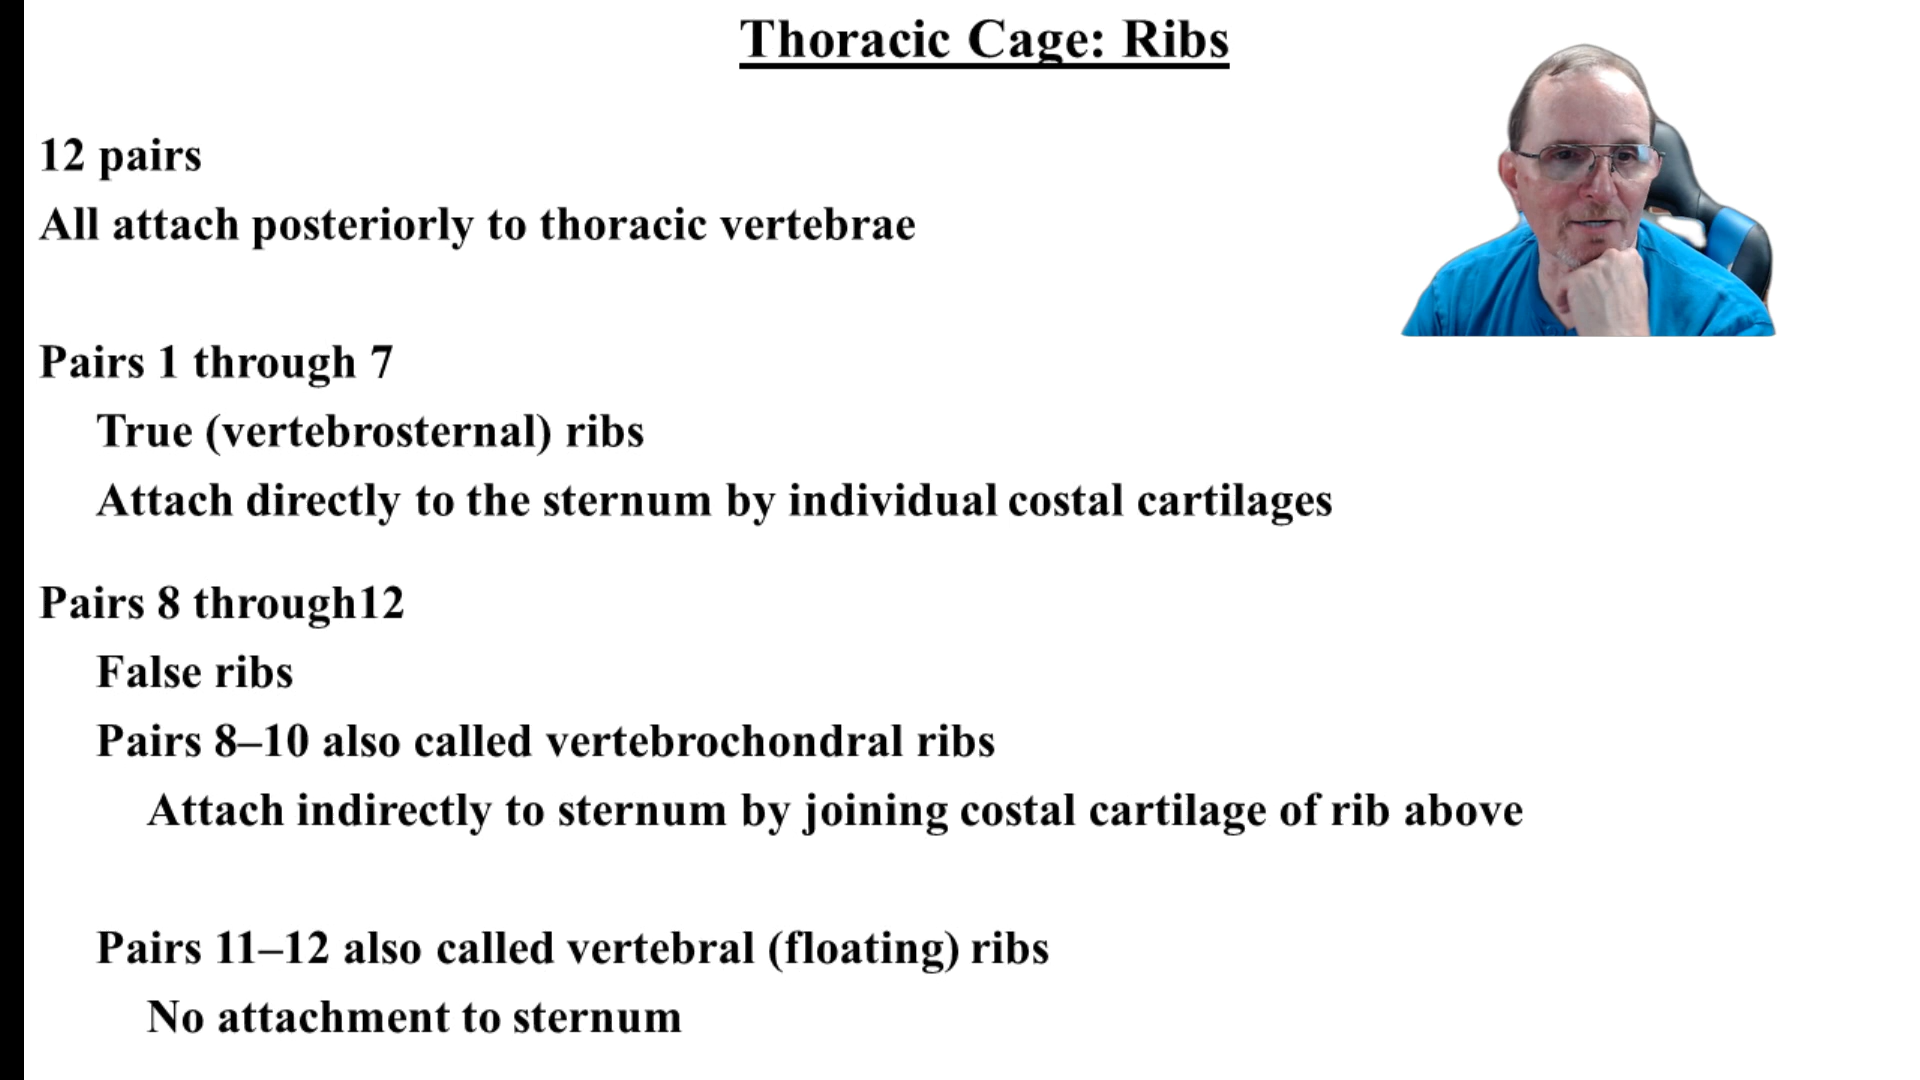 Thoracic Cage: Ribs
12 pairs
All attach posteriorly to thoracic vertebrae
Pairs 1 through 7
True (vertebrosternal) ribs
Attach directly to the sternum by individual costal cartilages
Pairs 8 through12
False ribs
Pairs 8–10 also called vertebrochondral ribs
Attach indirectly to sternum by joining costal cartilage of rib above
Pairs 11–12 also called vertebral (floating) ribs
No attachment to sternum